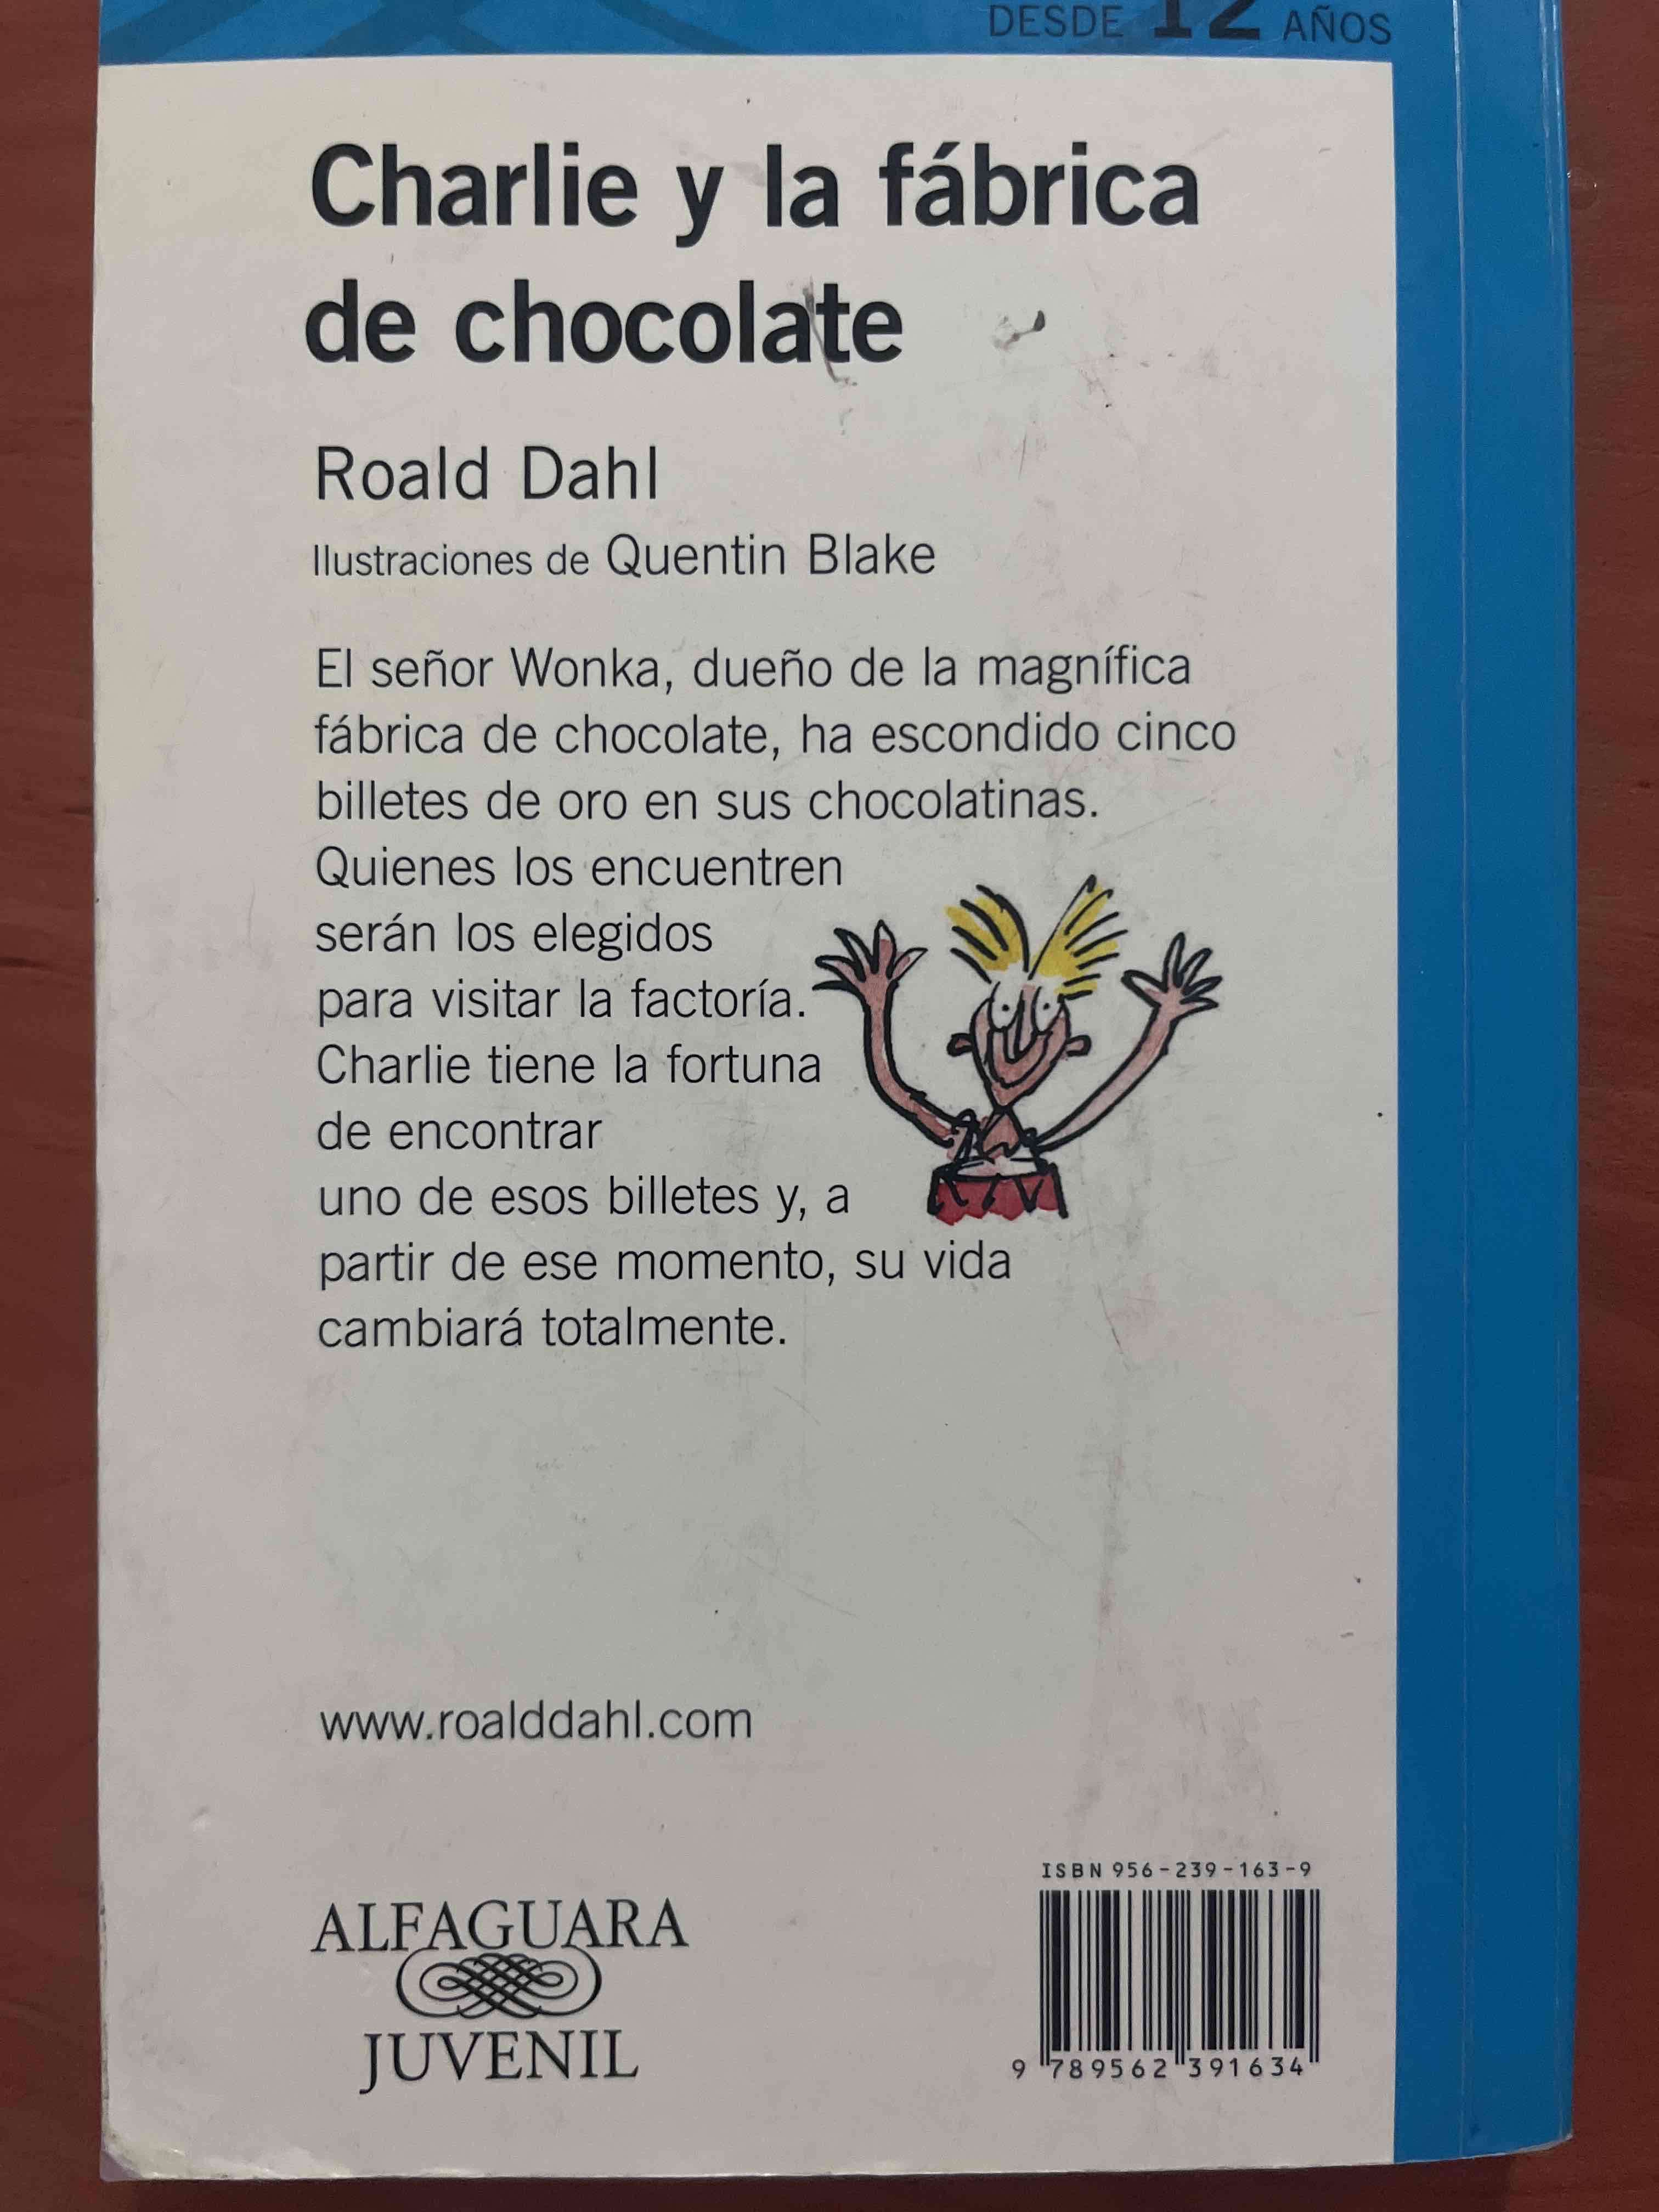 DESDE 12 AÑOS
Charlie y la fábrica
de chocolate
Roald Dahl
Ilustraciones de Quentin Blake
El señor Wonka, dueño de la magnífica
fábrica de chocolate, ha escondido cinco
billetes de oro en sus chocolatinas.
Quienes los encuentren
serán los elegidos
para visitar la factoría.
Charlie tiene la fortuna
de encontrar
uno de esos billetes y, a
partir de ese momento, su vida
cambiará totalmente.
www.roalddahl.com
ISBN 956-239-163-9
9 789562 391634
ALFAGUARA
JUVENIL